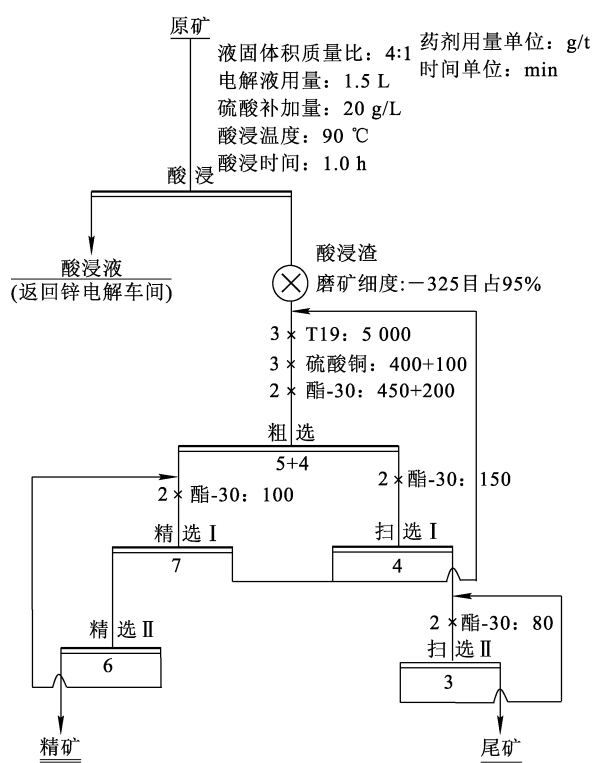 原矿
液固体积质量比：4∶1
电解液用量：1.5 L
硫酸补加量：20 g/L
酸浸温度：90 ℃
酸浸时间：1.0 h
药剂用量单位：g/t
时间单位：min
酸浸
酸浸液
(返回锌电解车间)
酸浸渣
磨矿细度:－325目占95%
3 × T19：5 000
3 × 硫酸铜：400+100
2 × 酯-30：450+200
粗选
5+4
2 × 酯-30：100
2 × 酯-30：150
精选Ⅰ
7
扫选Ⅰ
4
2 × 酯-30：80
精选Ⅱ
6
扫选Ⅱ
3
精矿
尾矿